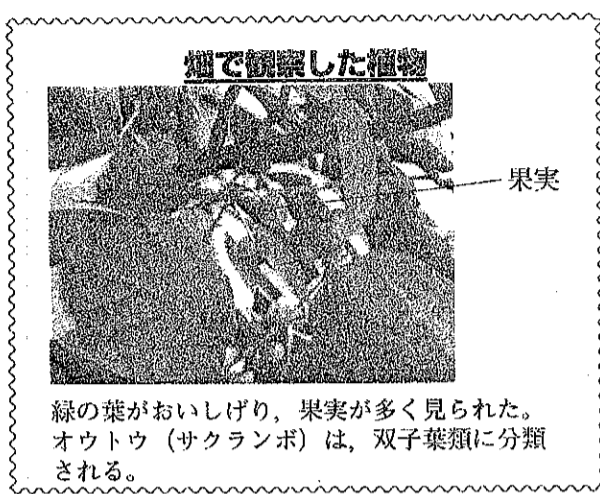 畑で観察した植物
果実
緑の葉がおいしげり，果実が多く見られた。
オウトウ（サクランボ）は，双子葉類に分類
される。